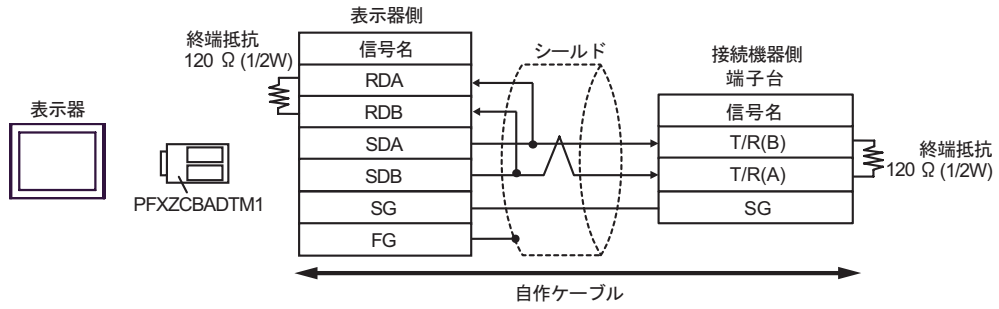 表示器側
終端抵抗
120 Ω (1/2W)
信号名
RDA
RDB
SDA
SDB
SG
FG
シールド
接続機器側
端子台
信号名
T/R(B)
T/R(A)
SG
終端抵抗
120 Ω (1/2W)
表示器
PFXZCBADTM1
自作ケーブル